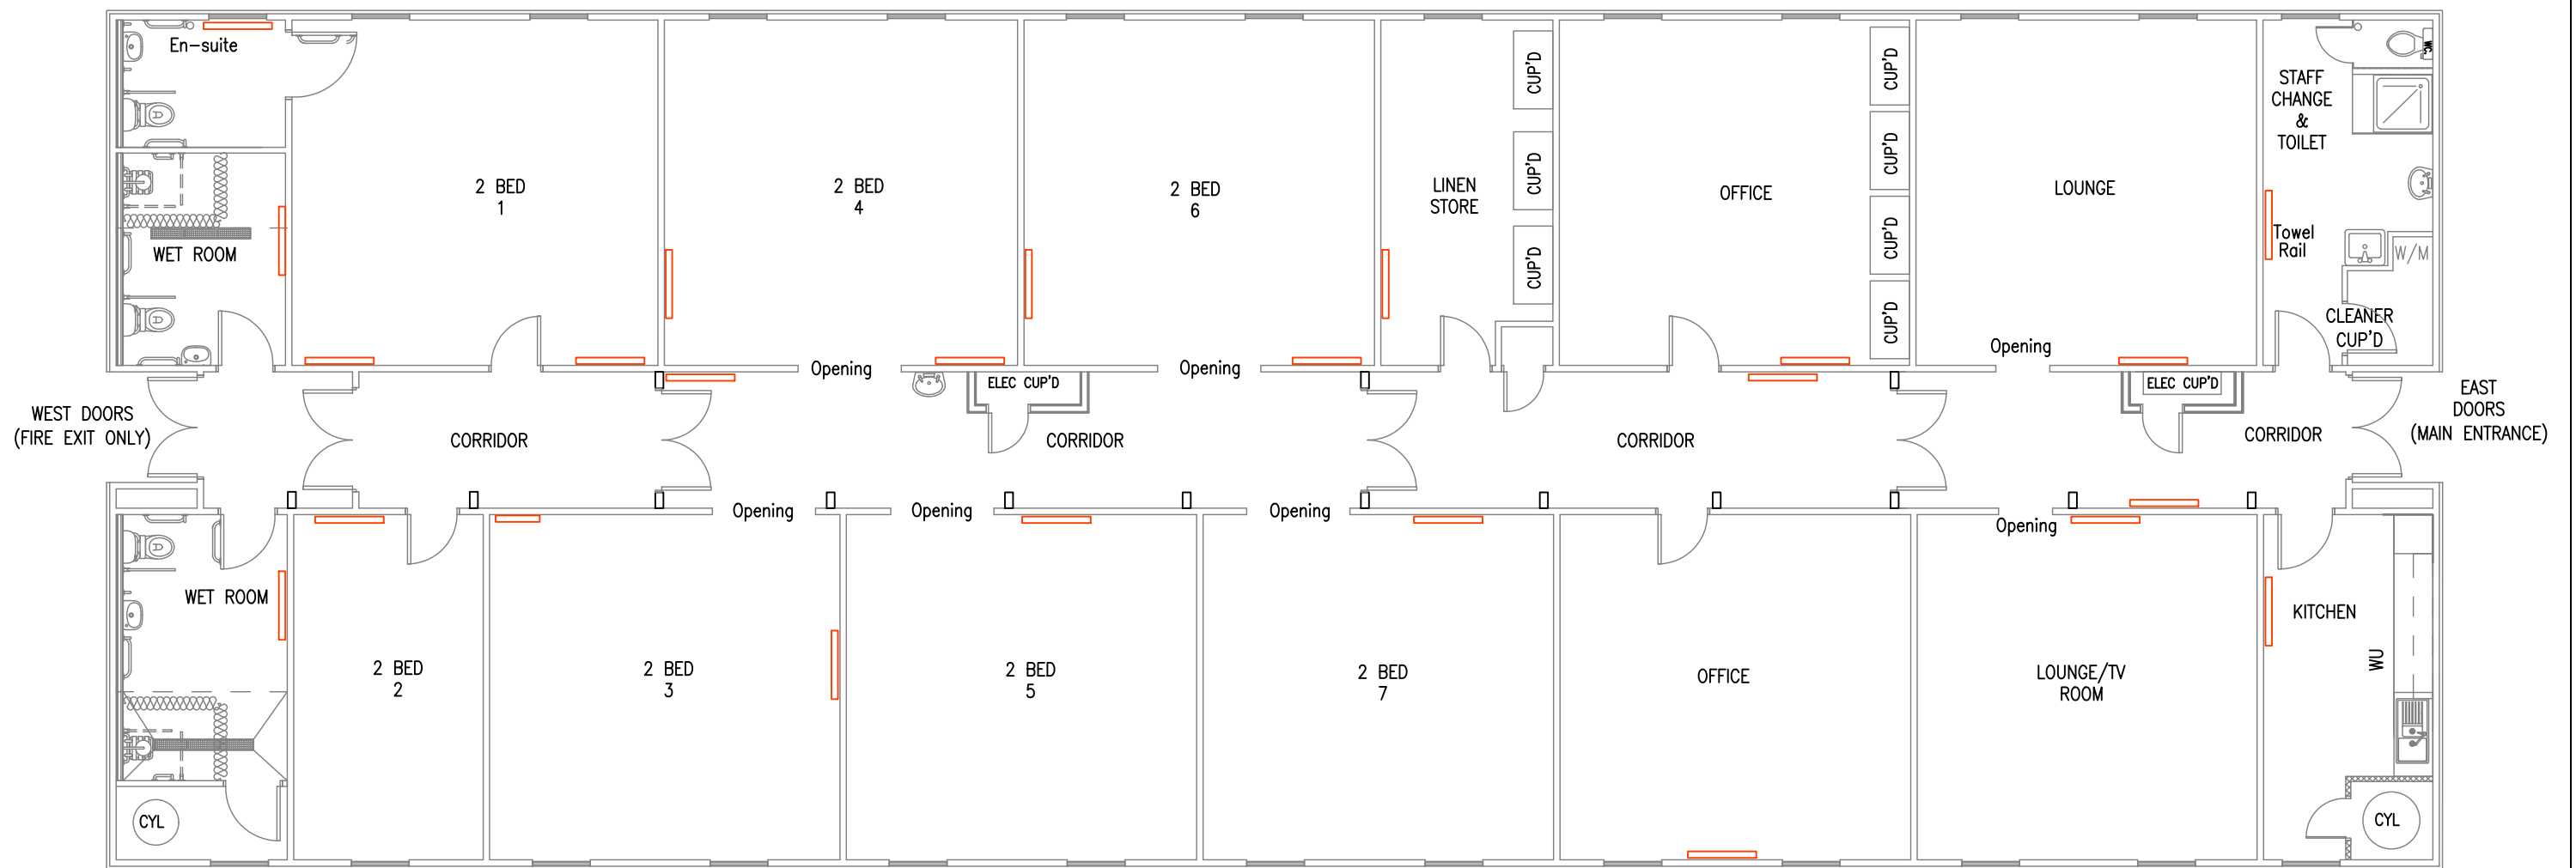 En-suite
WET ROOM
2 BED
1
2 BED
4
2 BED
6
LINEN
STORE
CUP'D
CUP'D
CUP'D
OFFICE
CUP'D
CUP'D
CUP'D
CUP'D
LOUNGE
STAFF
CHANGE
&
TOILET
WC.
Towel
Rail
W/M
CLEANER
CUP'D
Opening
Opening
Opening
ELEC CUP'D
ELEC CUP'D
WEST DOORS
(FIRE EXIT ONLY)
CORRIDOR
CORRIDOR
CORRIDOR
CORRIDOR
EAST
DOORS
(MAIN ENTRANCE)
Opening
Opening
Opening
Opening
WET ROOM
CYL
2 BED
2
2 BED
3
2 BED
5
2 BED
7
OFFICE
LOUNGE/TV
ROOM
KITCHEN
WU
CYL